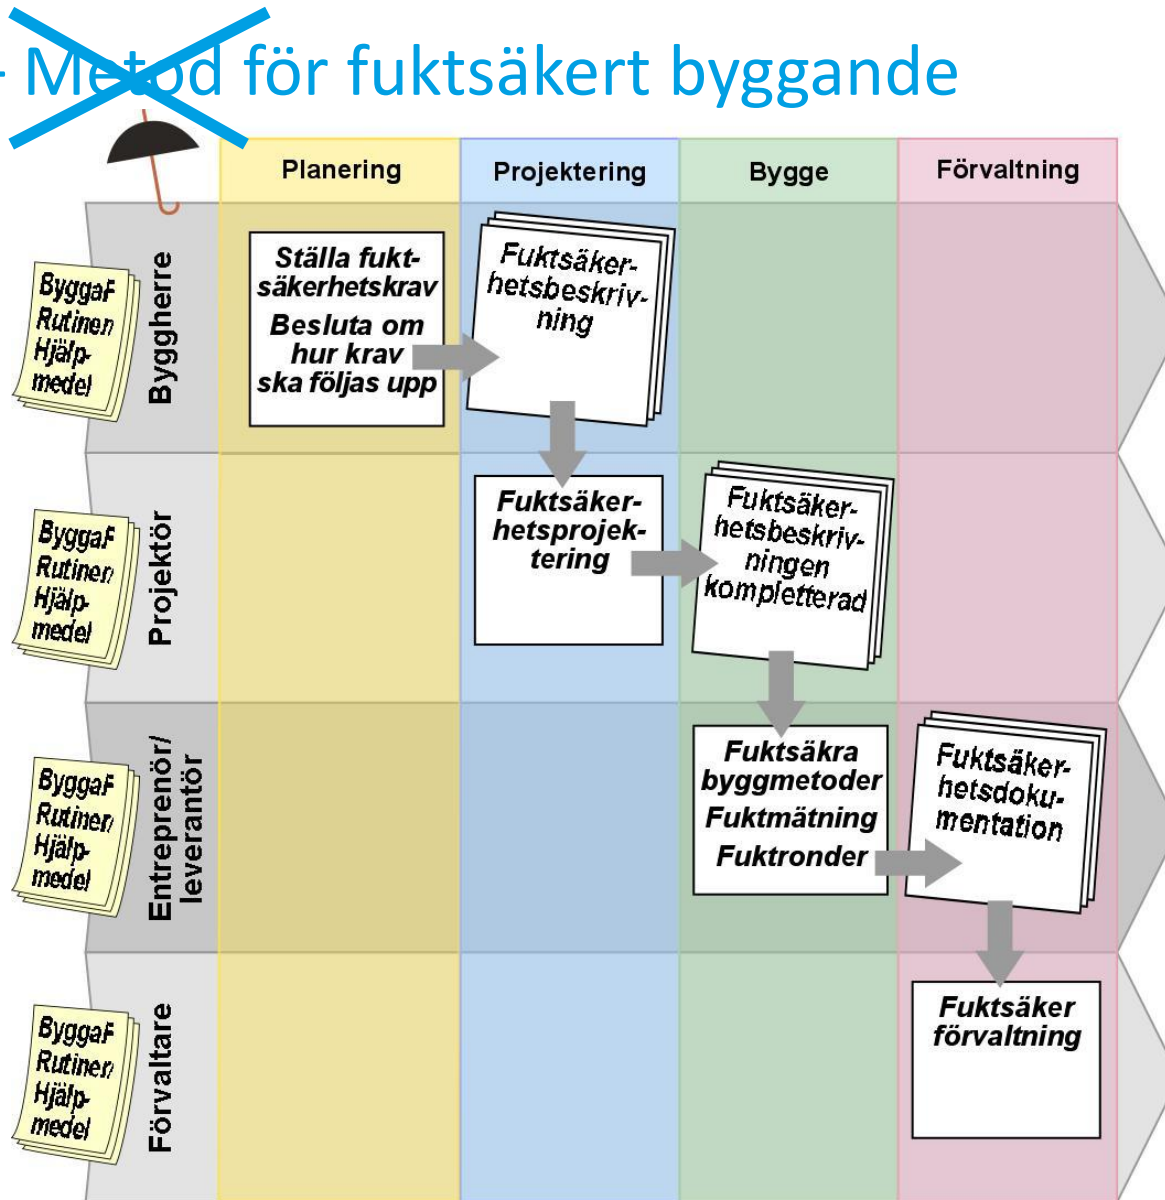 - Metod för fuktsäkert byggande
Planering
Projektering
Bygge
Förvaltning
ByggaF
Rutiner/
Hjälp-
medel
Byggherre
Ställa fukt-
säkerhetskrav
Besluta om
hur krav
ska följas upp
Fuktsäker-
hetsbeskriv-
ning
ByggaF
Rutiner/
Hjälp-
medel
Projektör
Fuktsäker-
hetsprojek-
tering
Fuktsäker-
hetsbeskriv-
ningen
kompletterad
ByggaF
Rutiner/
Hjälp-
medel
Entreprenör/
leverantör
Fuktsäkra
byggmetoder
Fuktmätning
Fuktronder
Fuktsäker-
hetsdoku-
mentation
ByggaF
Rutiner/
Hjälp-
medel
Förvaltare
Fuktsäker
förvaltning